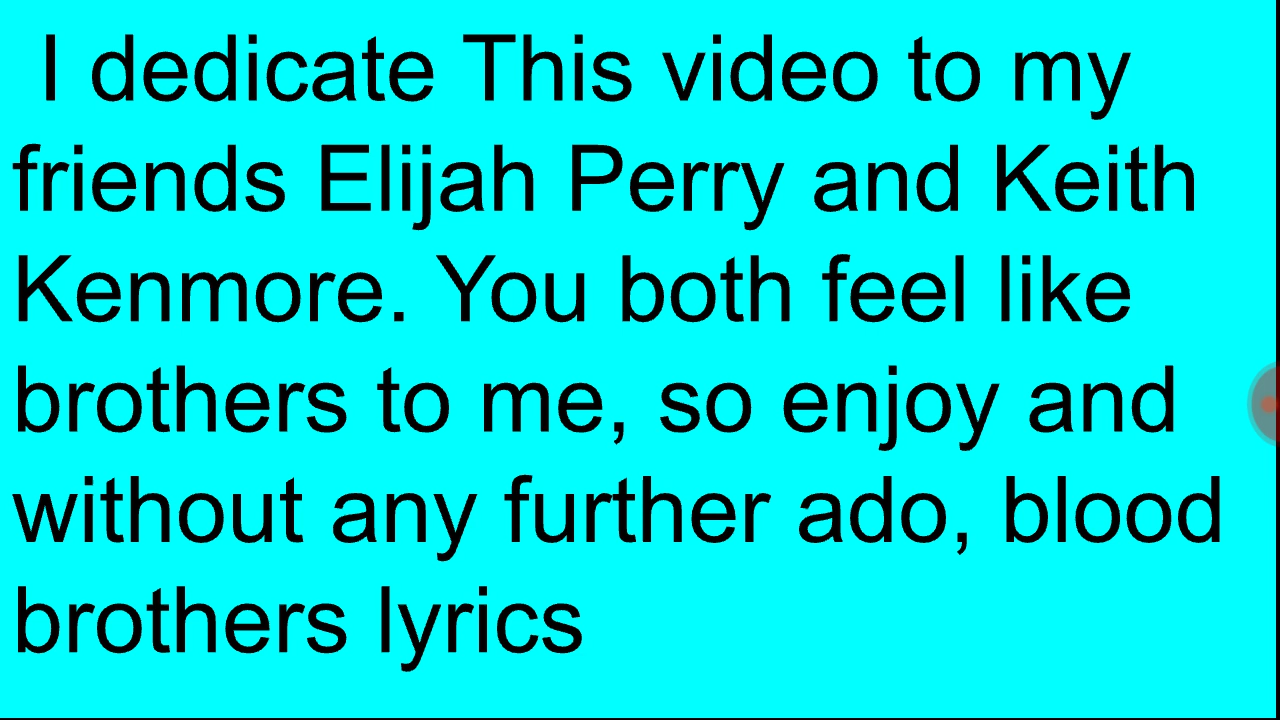 I dedicate This video to my
friends Elijah Perry and Keith
Kenmore. You both feel like
brothers to me, so enjoy and
without any further ado, blood
brothers lyrics